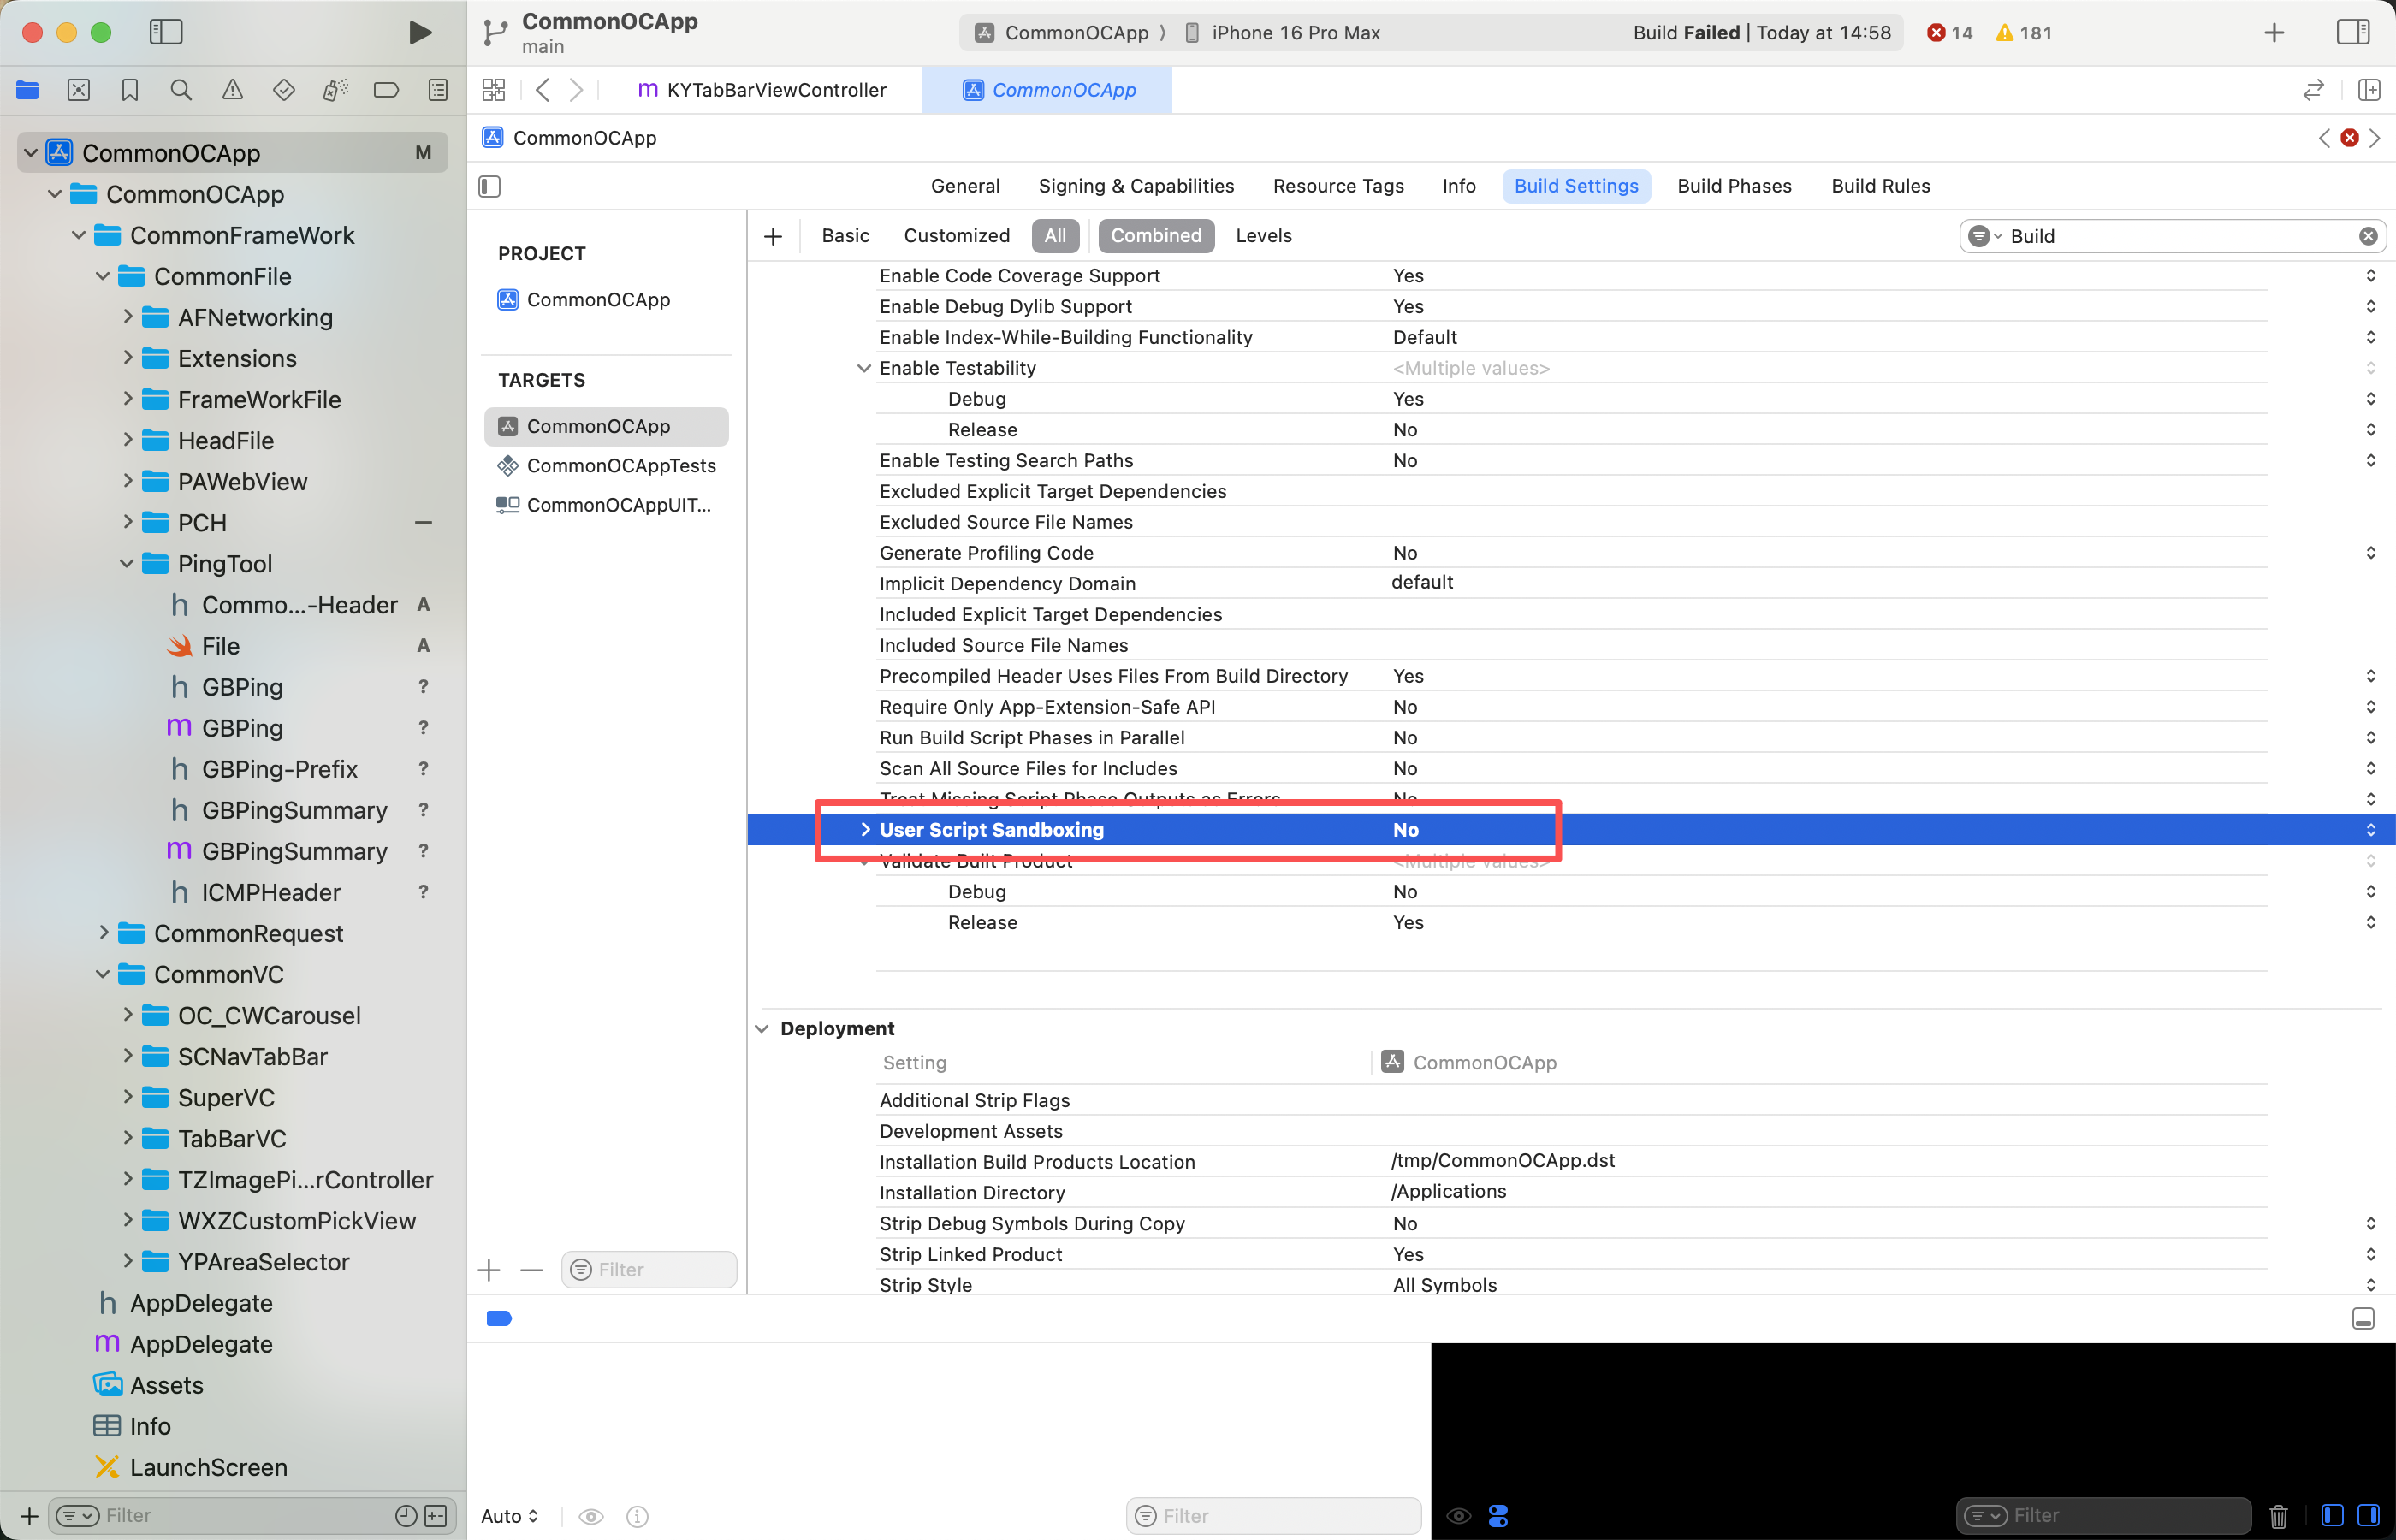 CommonOCApp
main
CommonOCApp
iPhone 16 Pro Max
Build Failed | Today at 14:58
14
181
KYTabBarViewController
CommonOCApp
CommonOCApp
General
Signing & Capabilities
Resource Tags
Info
Build Settings
Build Phases
Build Rules
CommonOCApp M
CommonOCApp
CommonFrameWork
CommonFile
AFNetworking
Extensions
FrameWorkFile
HeadFile
PAWebView
PCH
PingTool
h Commo...-Header A
File A
h GBPing ?
m GBPing ?
h GBPing-Prefix ?
h GBPingSummary ?
m GBPingSummary ?
h ICMPHeader ?
CommonRequest
CommonVC
OC_CWCarousel
SCNavTabBar
SuperVC
TabBarVC
TZImagePi...rController
WXZCustomPickView
YPAreaSelector
h AppDelegate
m AppDelegate
Assets
Info
LaunchScreen
Filter
PROJECT
CommonOCApp
TARGETS
CommonOCApp
CommonOCAppTests
CommonOCAppUIT...
Filter
Basic
Customized
All
Combined
Levels
Build
Enable Code Coverage Support Yes
Enable Debug Dylib Support Yes
Enable Index-While-Building Functionality Default
Enable Testability <Multiple values>
Debug Yes
Release No
Enable Testing Search Paths No
Excluded Explicit Target Dependencies
Excluded Source File Names
Generate Profiling Code No
Implicit Dependency Domain default
Included Explicit Target Dependencies
Included Source File Names
Precompiled Header Uses Files From Build Directory Yes
Require Only App-Extension-Safe API No
Run Build Script Phases in Parallel No
Scan All Source Files for Includes No
Treat Missing Script Phase Outputs as Errors No
User Script Sandboxing No
Validate Built Product <Multiple values>
Debug No
Release Yes
Deployment
Setting CommonOCApp
Additional Strip Flags
Development Assets
Installation Build Products Location /tmp/CommonOCApp.dst
Installation Directory /Applications
Strip Debug Symbols During Copy No
Strip Linked Product Yes
Strip Style All Symbols
Auto
Filter
Filter